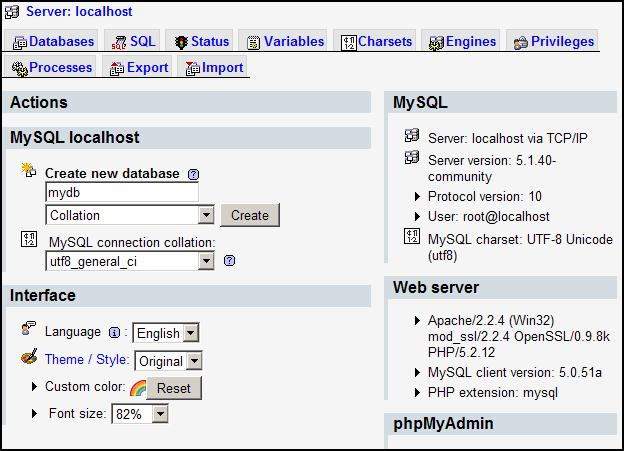 Server: localhost
Databases SQL Status Variables Charsets Engines Privileges
Processes Export Import
Actions
MySQL localhost
Create new database
mydb
Collation Create
MySQL connection collation:
utf8_general_ci
Interface
Language : English
Theme / Style: Original
Custom color: Reset
Font size: 82%
MySQL
Server: localhost via TCP/IP
Server version: 5.1.40-
community
Protocol version: 10
User: root@localhost
MySQL charset: UTF-8 Unicode
(utf8)
Web server
Apache/2.2.4 (Win32)
mod_ssl/2.2.4 OpenSSL/0.9.8k
PHP/5.2.12
MySQL client version: 5.0.51a
PHP extension: mysql
phpMyAdmin